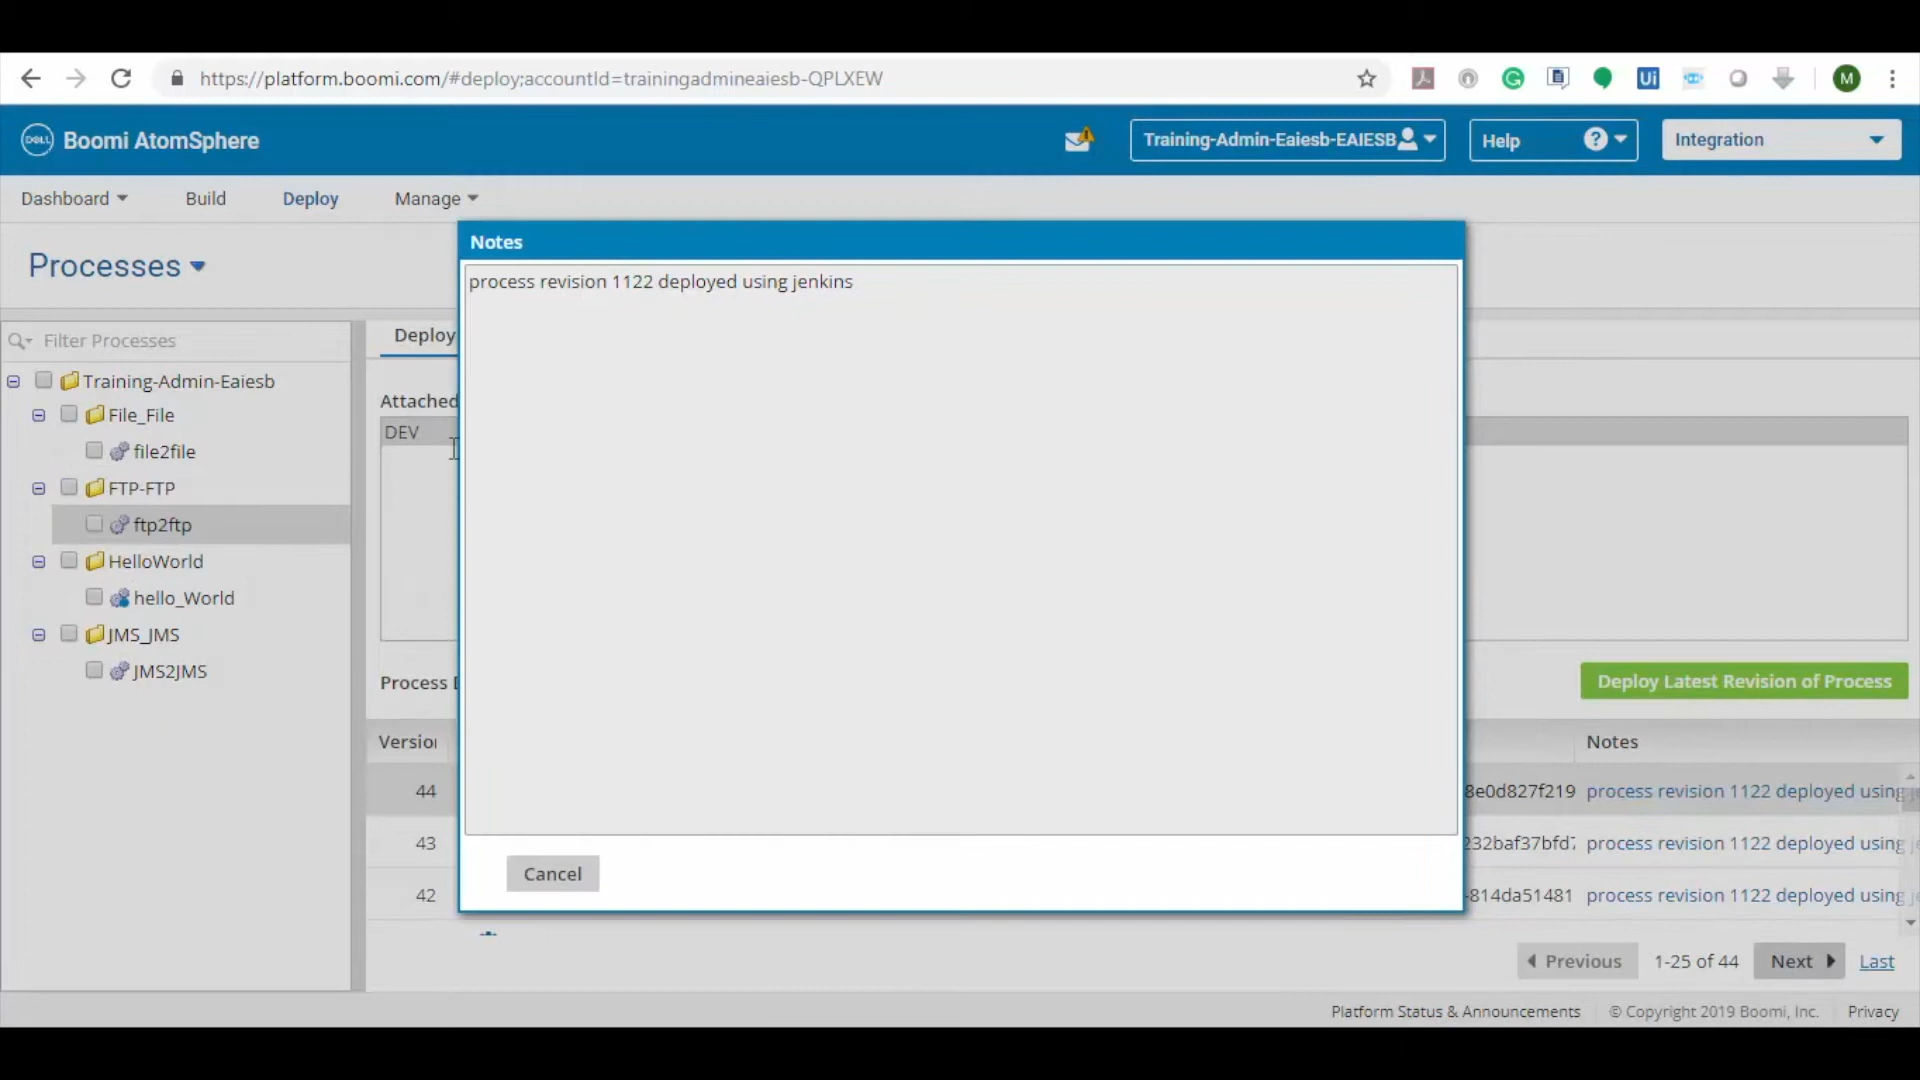 https://platform.boomi.com/#deploy;accountId=trainingadmineaiesb-QPLXEW
Ui
M
DELL
Boomi AtomSphere
Training-Admin-Eaiesb-EAIESB
Help
?
Integration
Dashboard
Build
Deploy
Manage
Processes
Notes
process revision 1122 deployed using jenkins
Filter Processes
Training-Admin-Eaiesb
File_File
file2file
FTP-FTP
ftp2ftp
HelloWorld
hello_World
JMS_JMS
JMS2JMS
Deploy
Attached
DEV
Process
Deploy Latest Revision of Process
Notes
44
8e0d827f219
process revision 1122 deployed using
43
232baf37bfd
process revision 1122 deployed using
42
-814da51481
process revision 1122 deployed using
Cancel
Previous
1-25 of 44
Next
Last
Platform Status & Announcements
© Copyright 2019 Boomi, Inc.
Privacy